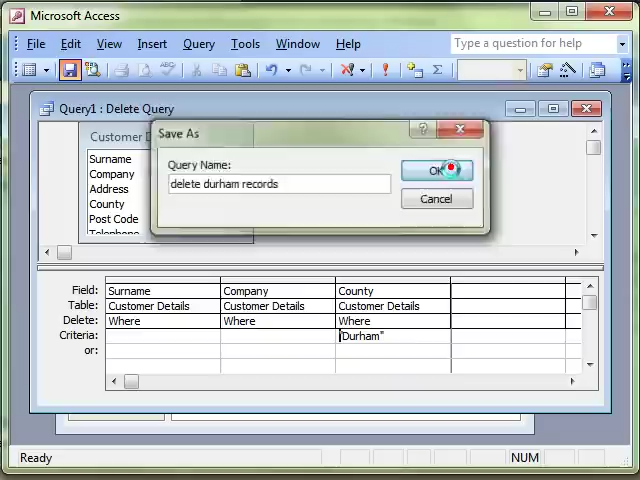 Microsoft Access
File Edit View Insert Query Tools Window Help
Type a question for help
Query1 : Delete Query
Customer D
Save As
Query Name:
delete durham records
OK
Cancel
Surname
Company
Address
County
Post Code
Telephone
Field: Surname Company County
Table: Customer Details Customer Details Customer Details
Delete: Where Where Where
Criteria: "Durham"
or:
Ready
NUM